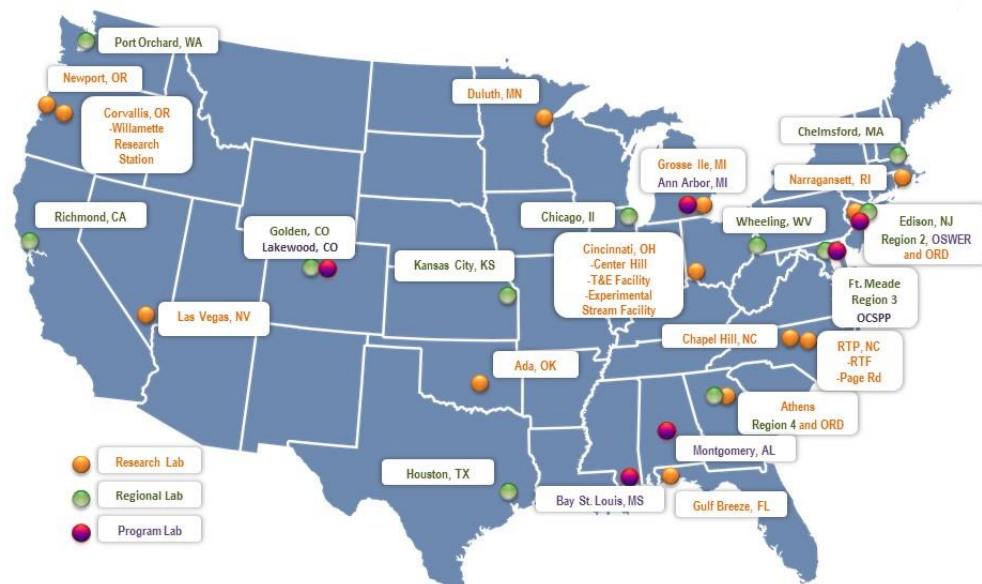 Port Orchard, WA
Newport, OR
Corvallis, OR
-Willamette
Research
Station
Duluth, MN
Chelmsford, MA
Grosse Ile, MI
Ann Arbor, MI
Narragansett, RI
Richmond, CA
Golden, CO
Lakewood, CO
Chicago, Il
Wheeling, WV
Edison, NJ
Region 2, OSWER
and ORD
Kansas City, KS
Cincinnati, OH
-Center Hill
-T&E Facility
-Experimental
Stream Facility
Ft. Meade
Region 3
OCSPP
Las Vegas, NV
Chapel Hill, NC
RTP, NC
-RTF
-Page Rd
Ada, OK
Athens
Region 4 and ORD
Montgomery, AL
Houston, TX
Bay St. Louis, MS
Gulf Breeze, FL
Research Lab
Regional Lab
Program Lab